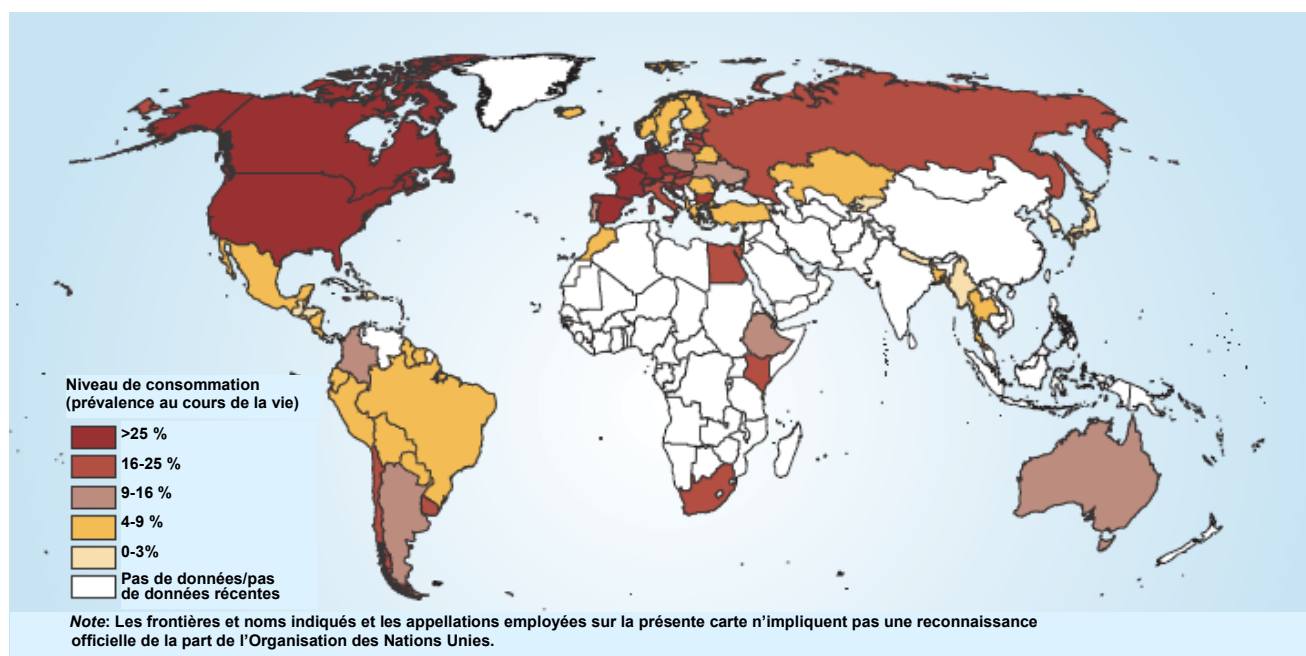 Niveau de consommation
(prévalence au cours de la vie)
>25 %
16-25 %
9-16 %
4-9 %
0-3%
Pas de données/pas
de données récentes
Note: Les frontières et noms indiqués et les appellations employées sur la présente carte n’impliquent pas une reconnaissance
officielle de la part de l’Organisation des Nations Unies.